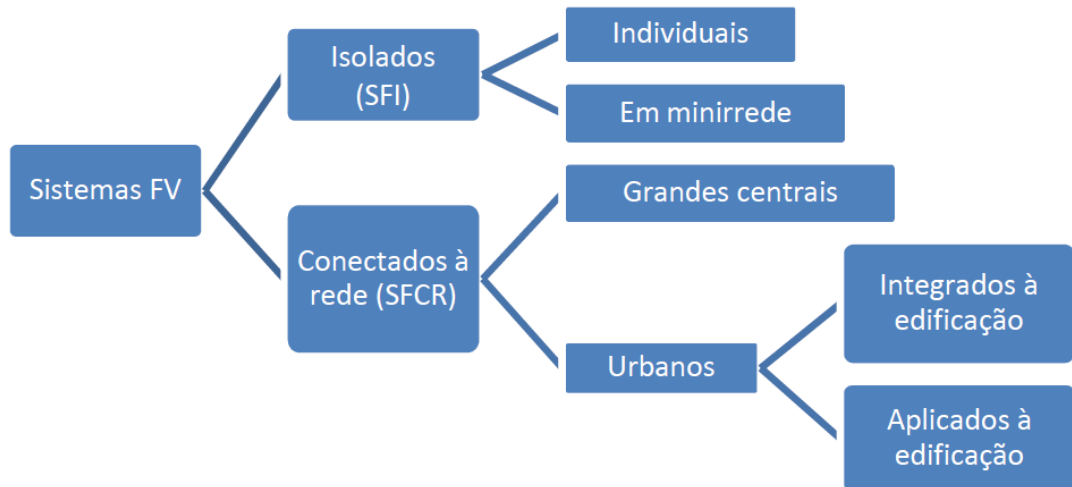 Sistemas FV
Isolados
(SFI)
Individuais
Em minirrede
Conectados à
rede (SFCR)
Grandes centrais
Urbanos
Integrados à
edificação
Aplicados à
edificação